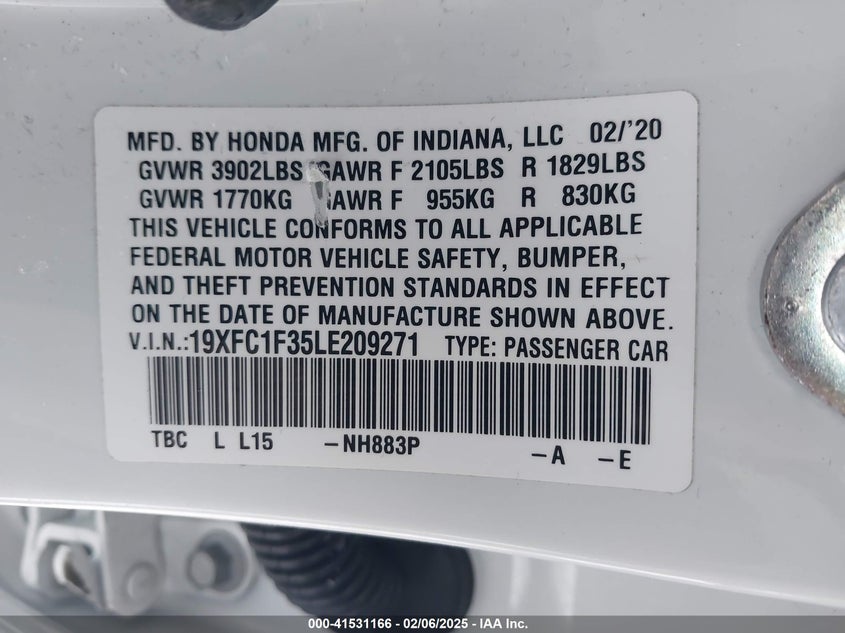 MFD. BY HONDA MFG. OF INDIANA, LLC 02/'20
GVWR 3902LBS GAWR F 2105LBS R 1829LBS
GVWR 1770KG GAWR F 955KG R 830KG
THIS VEHICLE CONFORMS TO ALL APPLICABLE
FEDERAL MOTOR VEHICLE SAFETY, BUMPER,
AND THEFT PREVENTION STANDARDS IN EFFECT
ON THE DATE OF MANUFACTURE SHOWN ABOVE.
V.I.N.:19XFC1F35LE209271 TYPE: PASSENGER CAR
TBC L L15 –NH883P –A –E
000-41531166 - 02/06/2025 - IAA Inc.